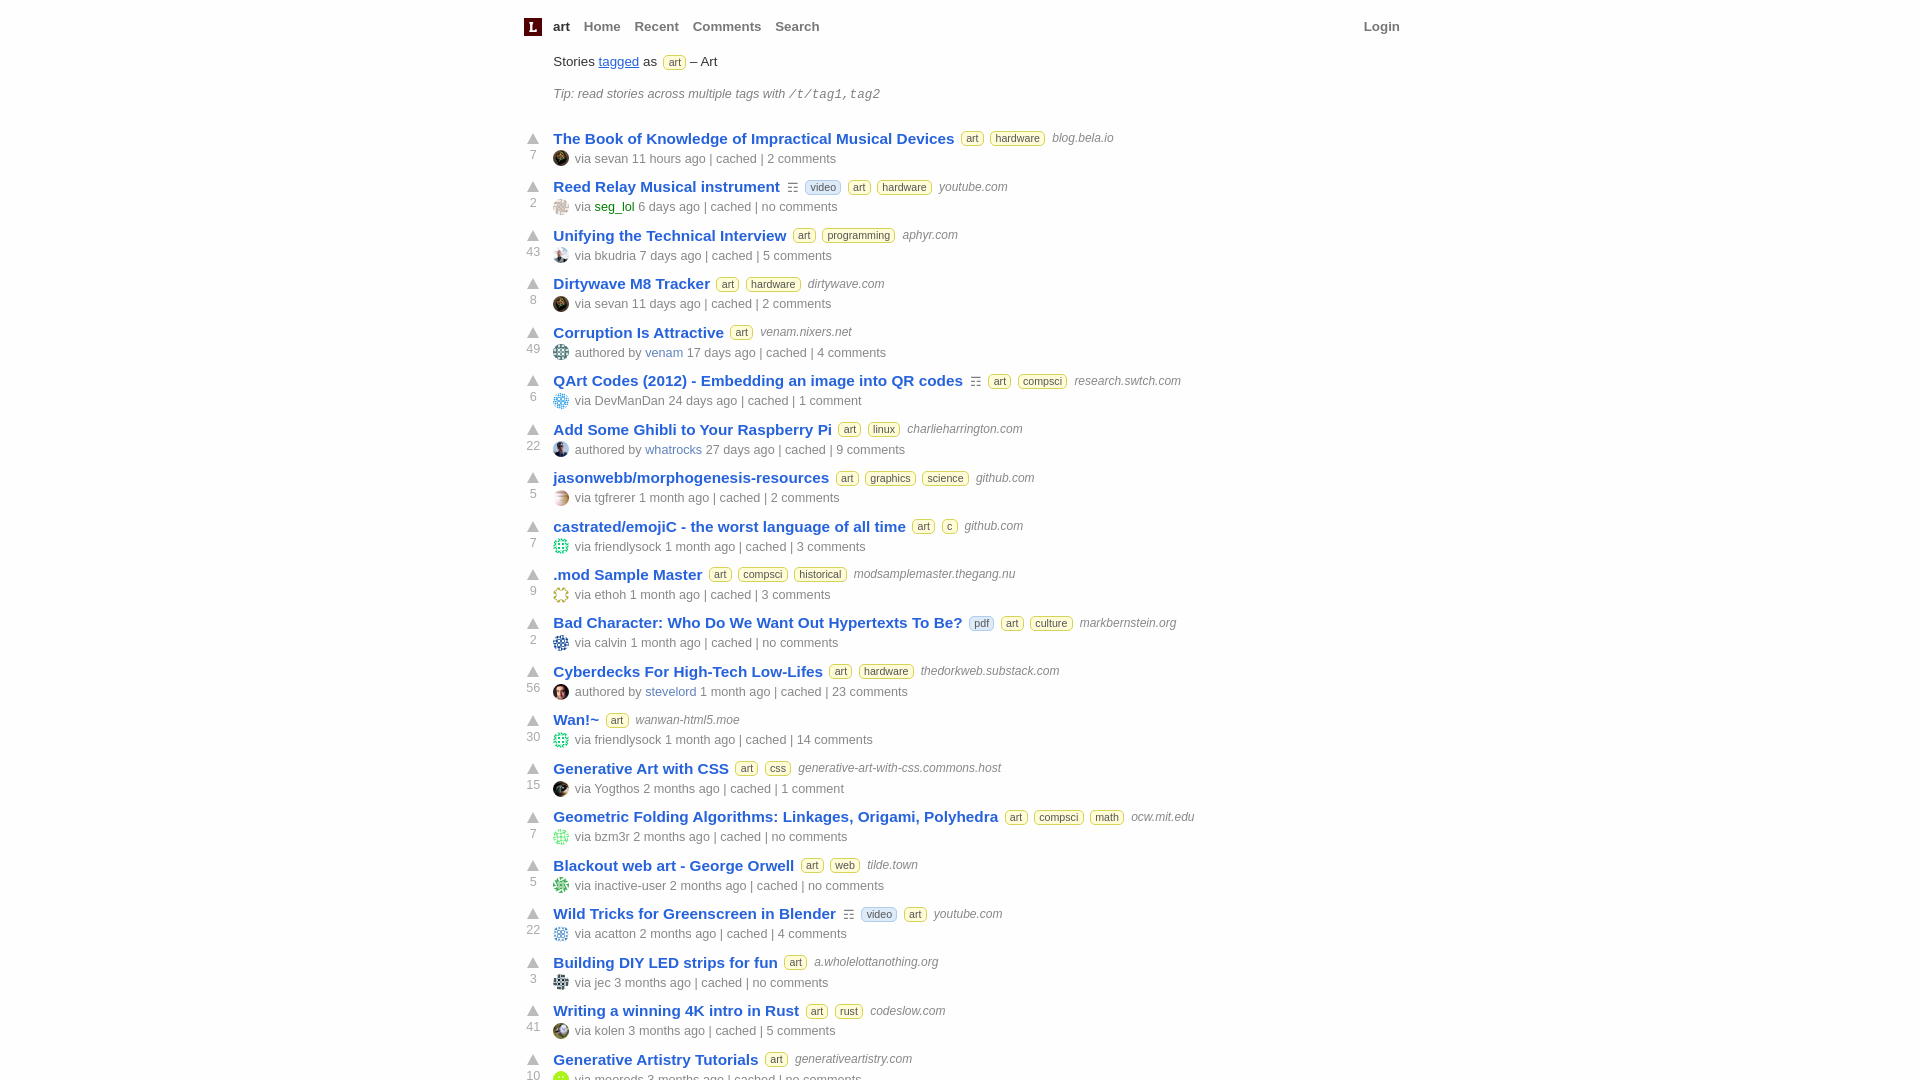 L art Home Recent Comments Search Login
Stories tagged as art – Art
Tip: read stories across multiple tags with /t/tag1,tag2
The Book of Knowledge of Impractical Musical Devices art hardware blog.bela.io
7 via sevan 11 hours ago | cached | 2 comments
Reed Relay Musical instrument ☶ video art hardware youtube.com
2 via seg_lol 6 days ago | cached | no comments
Unifying the Technical Interview art programming aphyr.com
43 via bkudria 7 days ago | cached | 5 comments
Dirtywave M8 Tracker art hardware dirtywave.com
8 via sevan 11 days ago | cached | 2 comments
Corruption Is Attractive art venam.nixers.net
49 authored by venam 17 days ago | cached | 4 comments
QArt Codes (2012) - Embedding an image into QR codes ☶ art compsci research.swtch.com
6 via DevManDan 24 days ago | cached | 1 comment
Add Some Ghibli to Your Raspberry Pi art linux charlieharrington.com
22 authored by whatrocks 27 days ago | cached | 9 comments
jasonwebb/morphogenesis-resources art graphics science github.com
5 via tgfrerer 1 month ago | cached | 2 comments
castrated/emojiC - the worst language of all time art c github.com
7 via friendlysock 1 month ago | cached | 3 comments
.mod Sample Master art compsci historical modsamplemaster.thegang.nu
9 via ethoh 1 month ago | cached | 3 comments
Bad Character: Who Do We Want Out Hypertexts To Be? pdf art culture markbernstein.org
2 via calvin 1 month ago | cached | no comments
Cyberdecks For High-Tech Low-Lifes art hardware thedorkweb.substack.com
56 authored by stevelord 1 month ago | cached | 23 comments
Wan!~ art wanwan-html5.moe
30 via friendlysock 1 month ago | cached | 14 comments
Generative Art with CSS art css generative-art-with-css.commons.host
15 via Yogthos 2 months ago | cached | 1 comment
Geometric Folding Algorithms: Linkages, Origami, Polyhedra art compsci math ocw.mit.edu
7 via bzm3r 2 months ago | cached | no comments
Blackout web art - George Orwell art web tilde.town
5 via inactive-user 2 months ago | cached | no comments
Wild Tricks for Greenscreen in Blender ☶ video art youtube.com
22 via acatton 2 months ago | cached | 4 comments
Building DIY LED strips for fun art a.wholelottanothing.org
3 via jec 3 months ago | cached | no comments
Writing a winning 4K intro in Rust art rust codeslow.com
41 via kolen 3 months ago | cached | 5 comments
Generative Artistry Tutorials art generativeartistry.com
10 via 3 months ago | cached | no comments